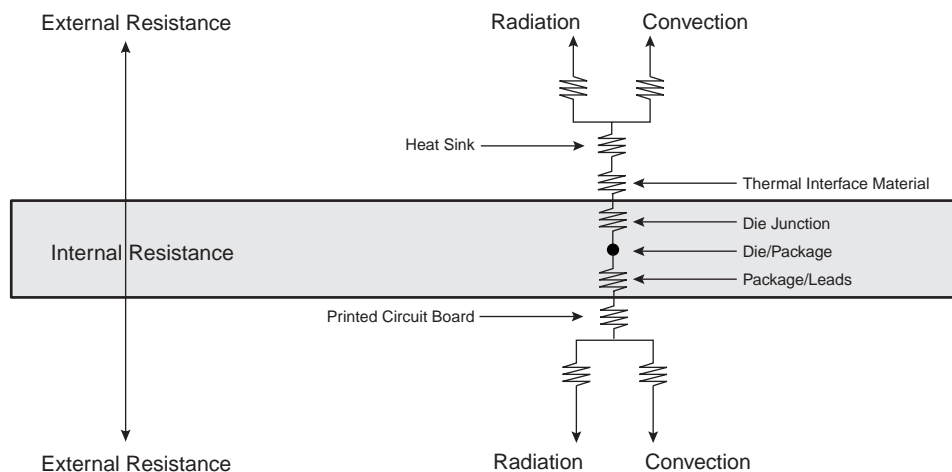 External Resistance
Radiation
Convection
Heat Sink
Thermal Interface Material
Die Junction
Internal Resistance
Die/Package
Package/Leads
Printed Circuit Board
External Resistance
Radiation
Convection